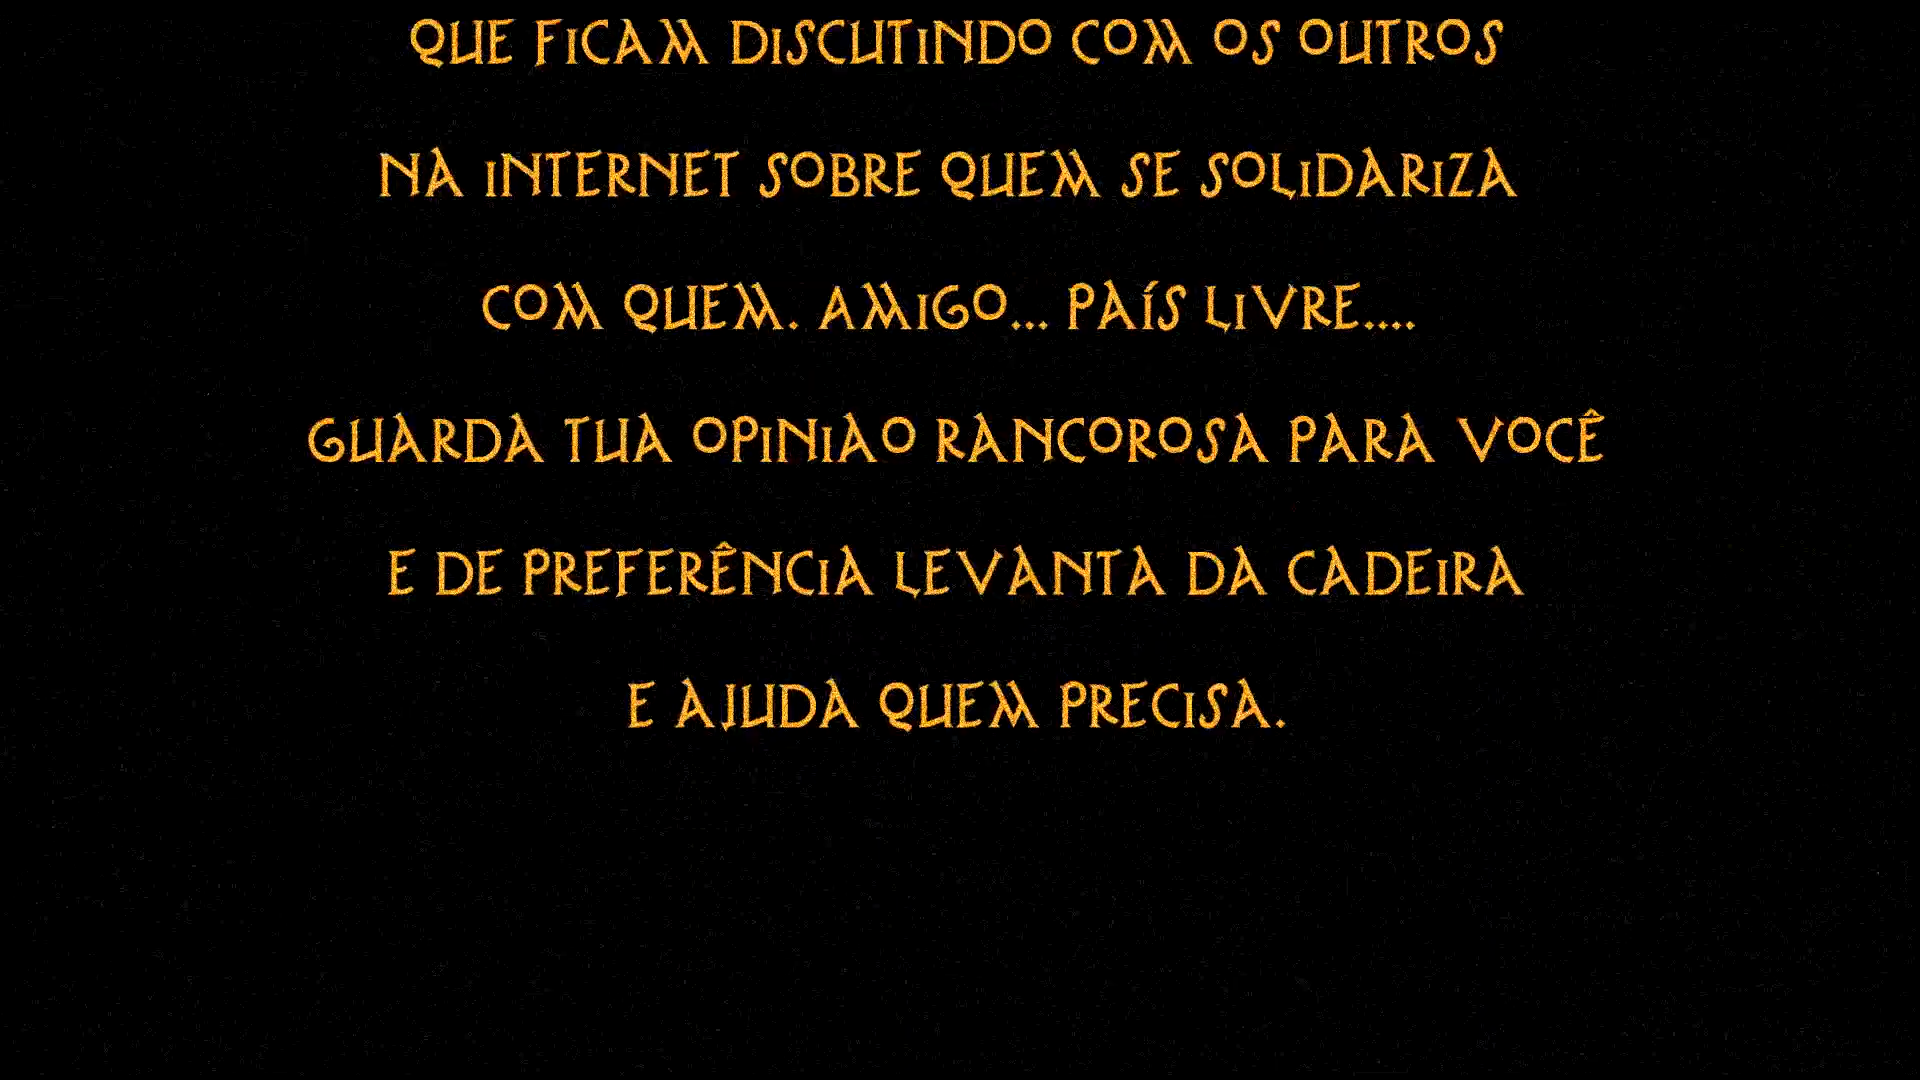 QUE FICAM DISCUTINDO COM OS OUTROS
NA INTERNET SOBRE QUEM SE SOLIDARIZA
COM QUEM. AMIGO... PAÍS LIVRE....
GUARDA TUA OPINIAO RANCOROSA PARA VOCÊ
E DE PREFERÊNCIA LEVANTA DA CADEIRA
E AJUDA QUEM PRECISA.